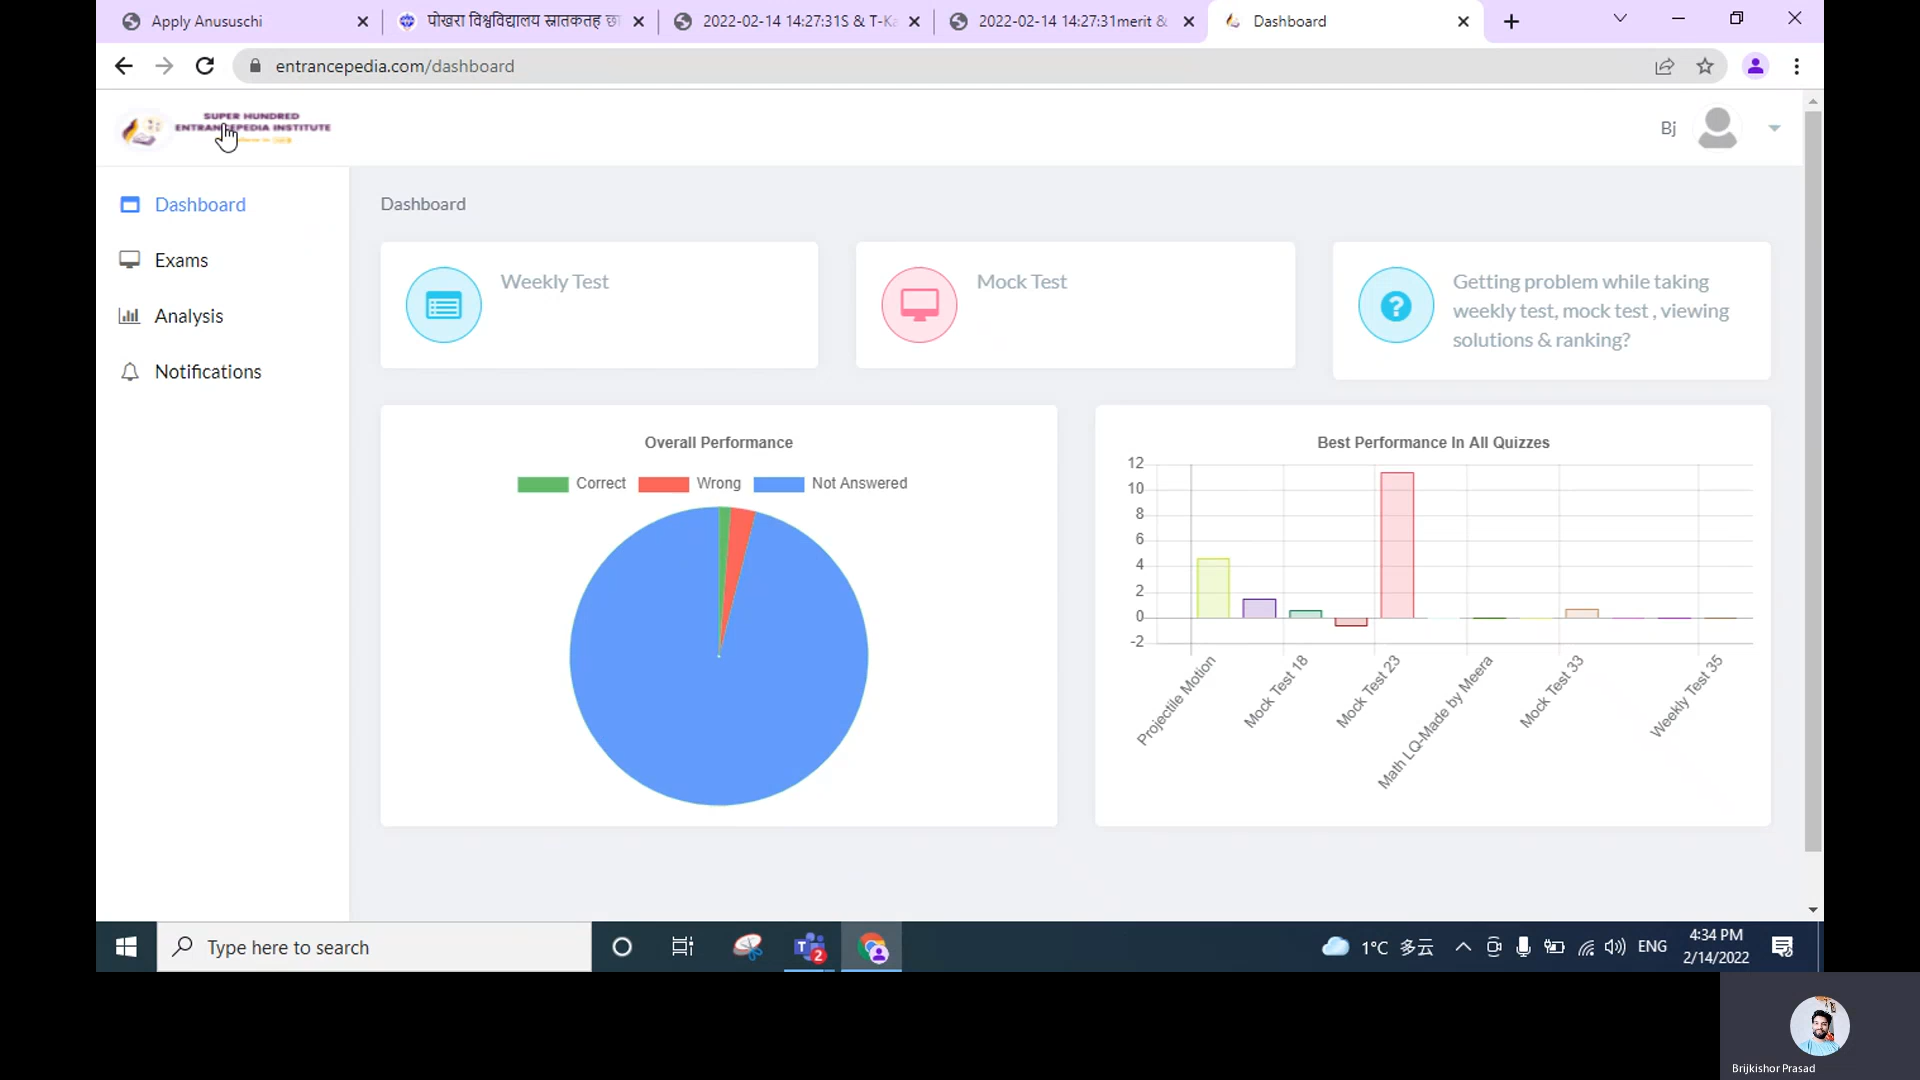 Apply Anususchi
पोखरा विश्वविद्यालय स्नातकतह छा
2022-02-14 14:27:31S & T-Ka
2022-02-14 14:27:31merit &
Dashboard
entrancepedia.com/dashboard
SUPER HUNDRED
ENTRANCEPEDIA INSTITUTE
Bj
Dashboard
Exams
Analysis
Notifications
Dashboard
Weekly Test
Mock Test
Getting problem while taking
weekly test, mock test , viewing
solutions & ranking?
Overall Performance
Correct
Wrong
Not Answered
Best Performance In All Quizzes
12
10
8
6
4
2
0
-2
Projectile Motion
Mock Test 18
Mock Test 23
Math LQ-Made by Meera
Mock Test 33
Weekly Test 35
Type here to search
2
1°C 多云
ENG
4:34 PM
2/14/2022
Brijkishor Prasad